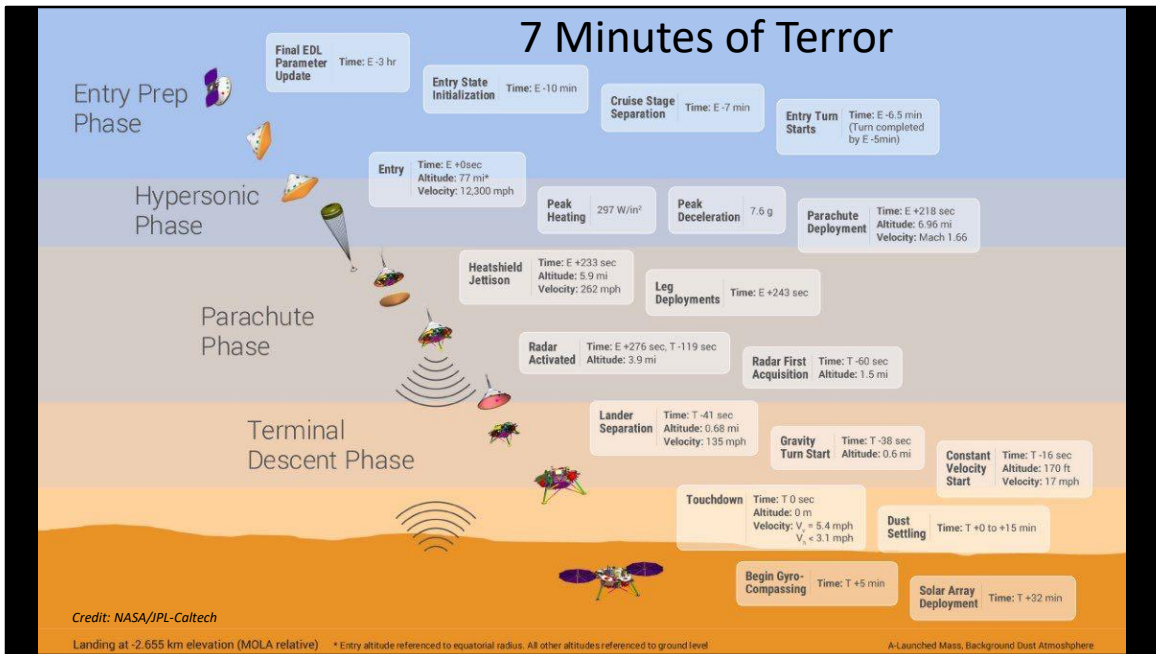 7 Minutes of Terror
Entry Prep
Phase
Final EDL
Parameter
Update
Time: E -3 hr
Entry State
Initialization
Time: E -10 min
Cruise Stage
Separation
Time: E -7 min
Entry Turn
Starts
Time: E -6.5 min
(Turn completed
by E -5min)
Hypersonic
Phase
Entry
Time: E +0sec
Altitude: 77 mi*
Velocity: 12,300 mph
Peak
Heating
297 W/in²
Peak
Deceleration
7.6 g
Parachute
Deployment
Time: E +218 sec
Altitude: 6.96 mi
Velocity: Mach 1.66
Parachute
Phase
Heatshield
Jettison
Time: E +233 sec
Altitude: 5.9 mi
Velocity: 262 mph
Leg
Deployments
Time: E +243 sec
Radar
Activated
Time: E +276 sec, T -119 sec
Altitude: 3.9 mi
Radar First
Acquisition
Time: T -60 sec
Altitude: 1.5 mi
Terminal
Descent Phase
Lander
Separation
Time: T -41 sec
Altitude: 0.68 mi
Velocity: 135 mph
Gravity
Turn Start
Time: T -38 sec
Altitude: 0.6 mi
Constant
Velocity
Start
Time: T -16 sec
Altitude: 170 ft
Velocity: 17 mph
Touchdown
Time: T 0 sec
Altitude: 0 m
Velocity: Vv = 5.4 mph
Vh < 3.1 mph
Dust
Settling
Time: T +0 to +15 min
Begin Gyro-
Compassing
Time: T +5 min
Solar Array
Deployment
Time: T +32 min
Credit: NASA/JPL-Caltech
Landing at -2.655 km elevation (MOLA relative) * Entry altitude referenced to equatorial radius. All other altitudes referenced to ground level A-Launched Mass, Background Dust Atmoshphere